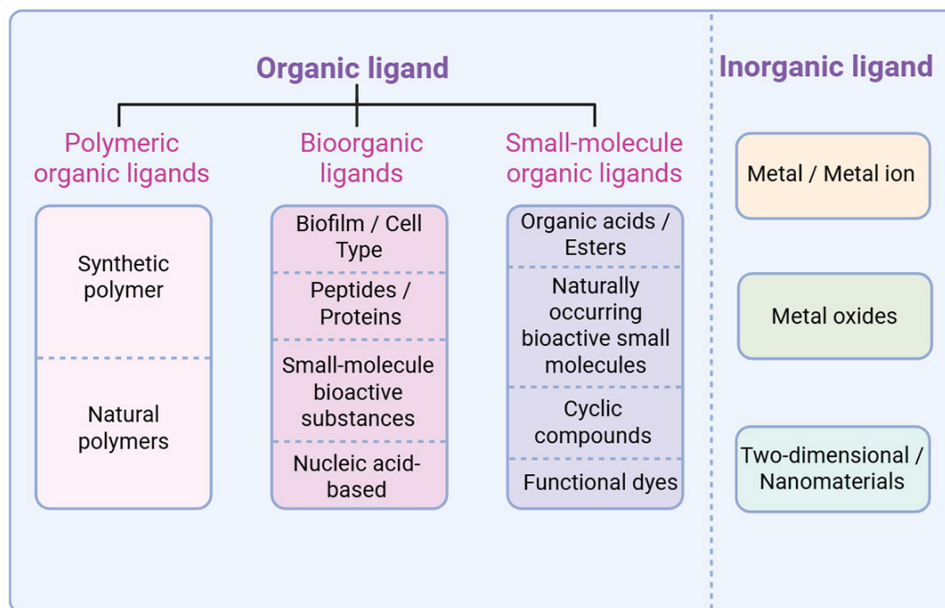 Organic ligand
Polymeric
organic ligands
Synthetic
polymer
Natural
polymers
Bioorganic
ligands
Biofilm / Cell
Type
Peptides /
Proteins
Small-molecule
bioactive
substances
Nucleic acid-
based
Small-molecule
organic ligands
Organic acids /
Esters
Naturally
occurring
bioactive small
molecules
Cyclic
compounds
Functional dyes
Inorganic ligand
Metal / Metal ion
Metal oxides
Two-dimensional /
Nanomaterials